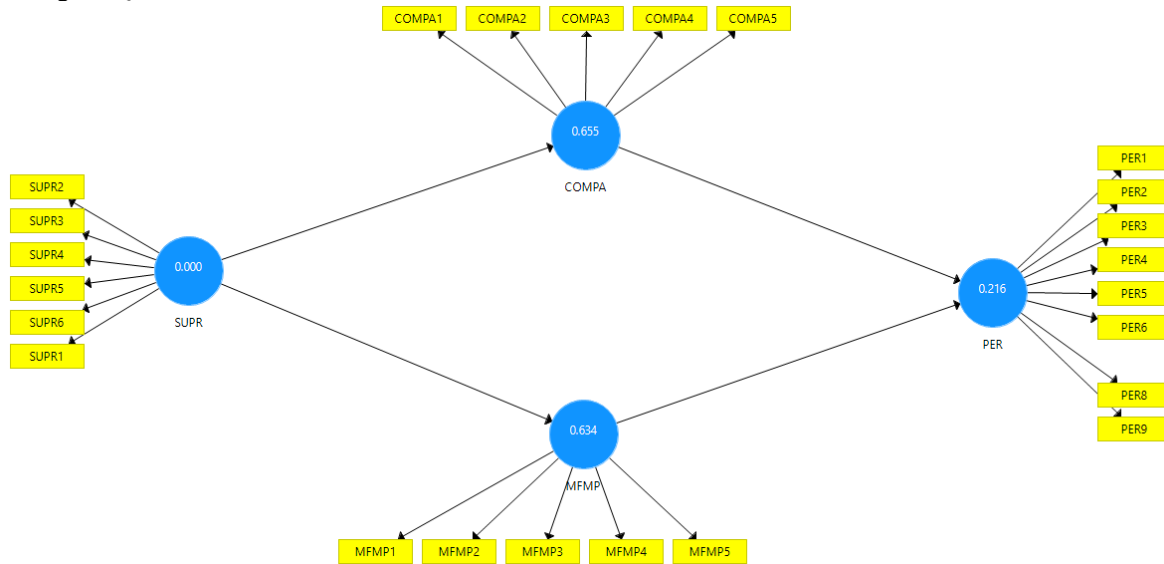 COMPA1 COMPA2 COMPA3 COMPA4 COMPA5
0.655
COMPA
SUPR2
SUPR3
SUPR4
SUPR5
SUPR6
SUPR1
0.000
SUPR
PER1
PER2
PER3
PER4
PER5
PER6
PER8
PER9
0.216
PER
0.634
MFMP
MFMP1 MFMP2 MFMP3 MFMP4 MFMP5